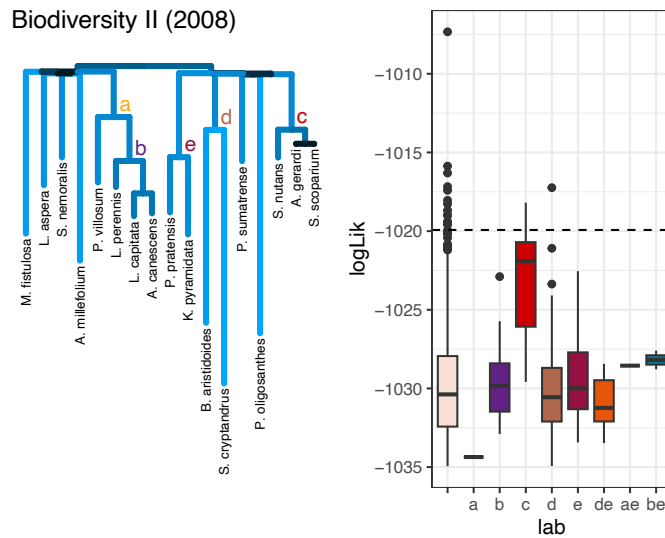 Biodiversity II (2008)
a
b
e
d
c
M. fistulosa
L. aspera
S. nemoralis
A. millefolium
P. villosum
L. perennis
L. capitata
A. canescens
P. pratensis
K. pyramidata
B. aristidoides
S. cryptandrus
P. sumatrense
P. oligosanthes
S. nutans
A. gerardi
S. scoparium
logLik
−1010
−1015
−1020
−1025
−1030
−1035
a b c d e de ae be
lab